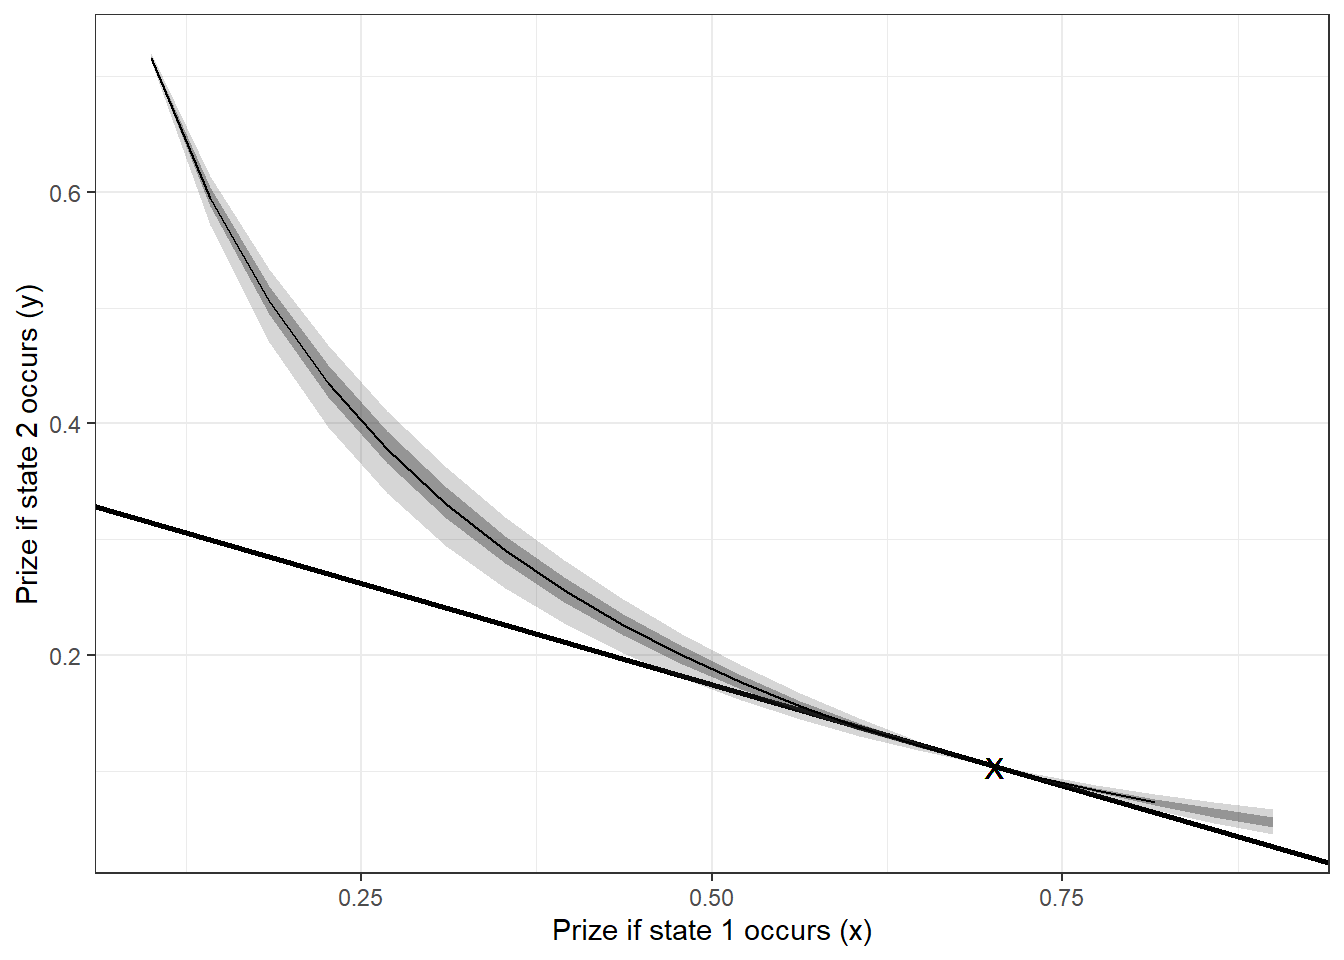 0.6
0.4
0.2
Prize if state 2 occurs (y)
X
0.25 0.50 0.75
Prize if state 1 occurs (x)